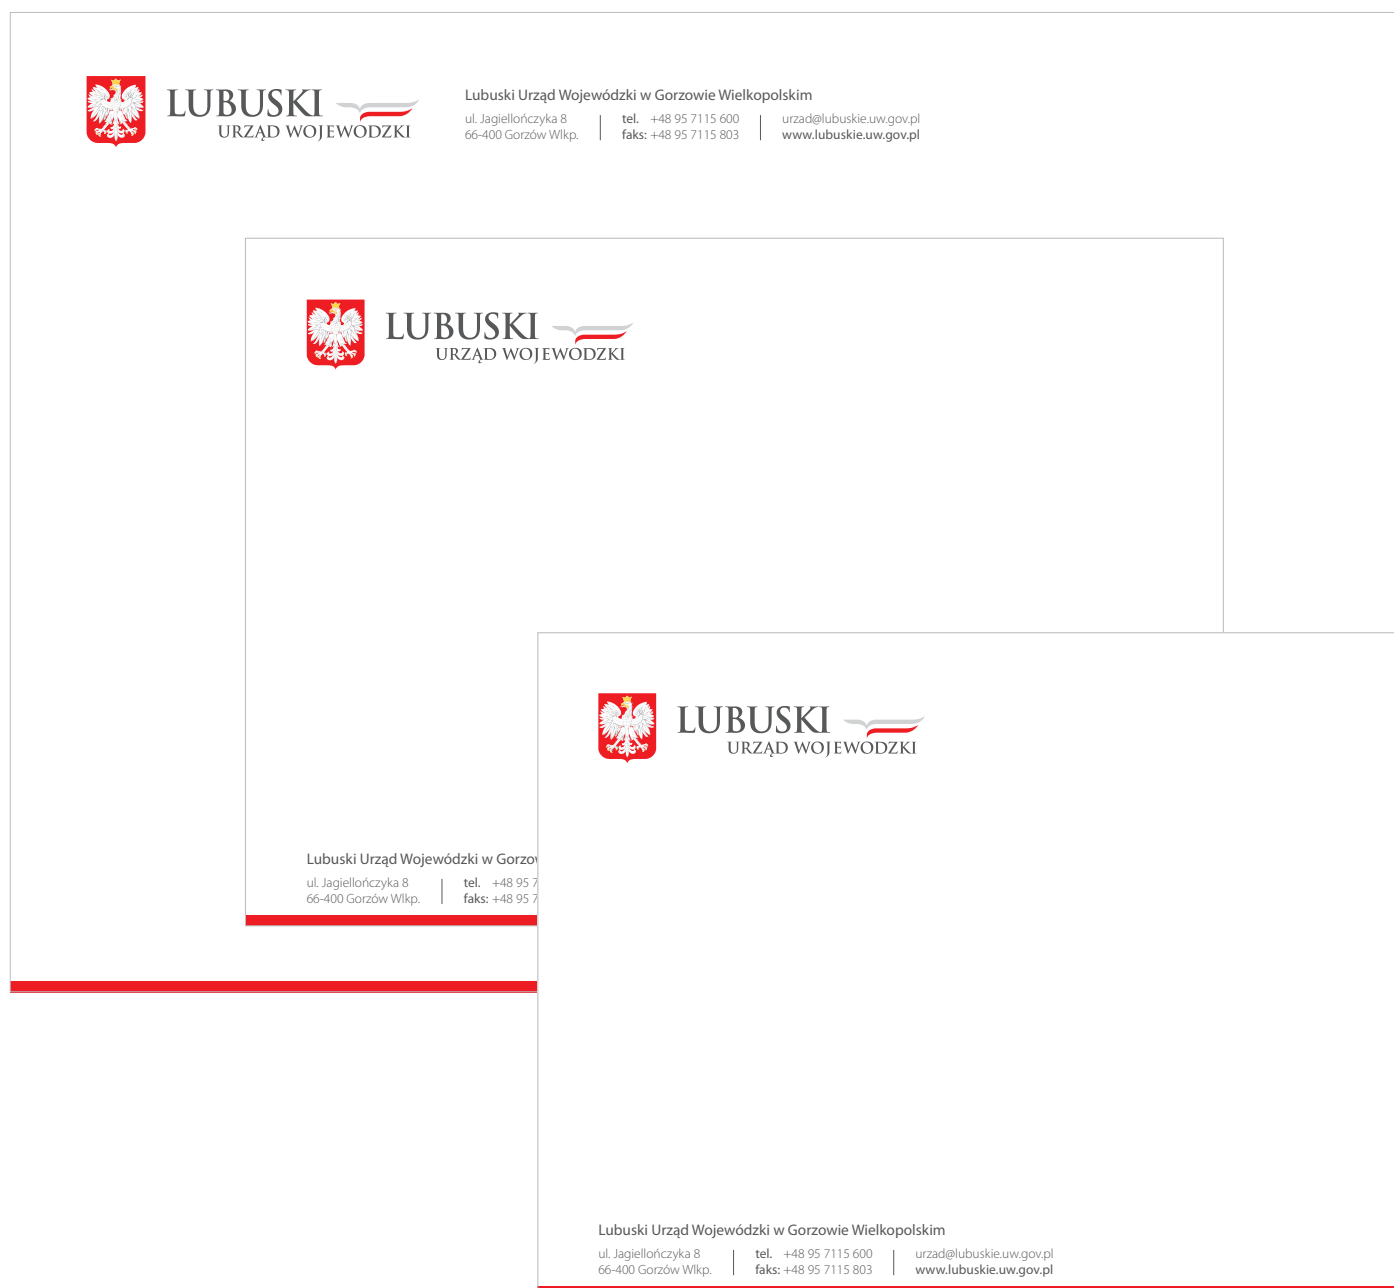 LUBUSKI
URZĄD WOJEWODZKI
Lubuski Urząd Wojewódzki w Gorzowie Wielkopolskim
ul. Jagiellończyka 8 tel. +48 95 7115 600 urzad@lubuskie.uw.gov.pl
66-400 Gorzów Wlkp. faks: +48 95 7115 803 www.lubuskie.uw.gov.pl
LUBUSKI
URZĄD WOJEWODZKI
Lubuski Urząd Wojewódzki w
ul. Jagiellończyka 8 tel. +48 95
66-400 Gorzów Wlkp. faks: +48 95
LUBUSKI
URZĄD WOJEWODZKI
Lubuski Urząd Wojewódzki w Gorzowie Wielkopolskim
ul. Jagiellończyka 8 tel. +48 95 7115 600 urzad@lubuskie.uw.gov.pl
66-400 Gorzów Wlkp. faks: +48 95 7115 803 www.lubuskie.uw.gov.pl